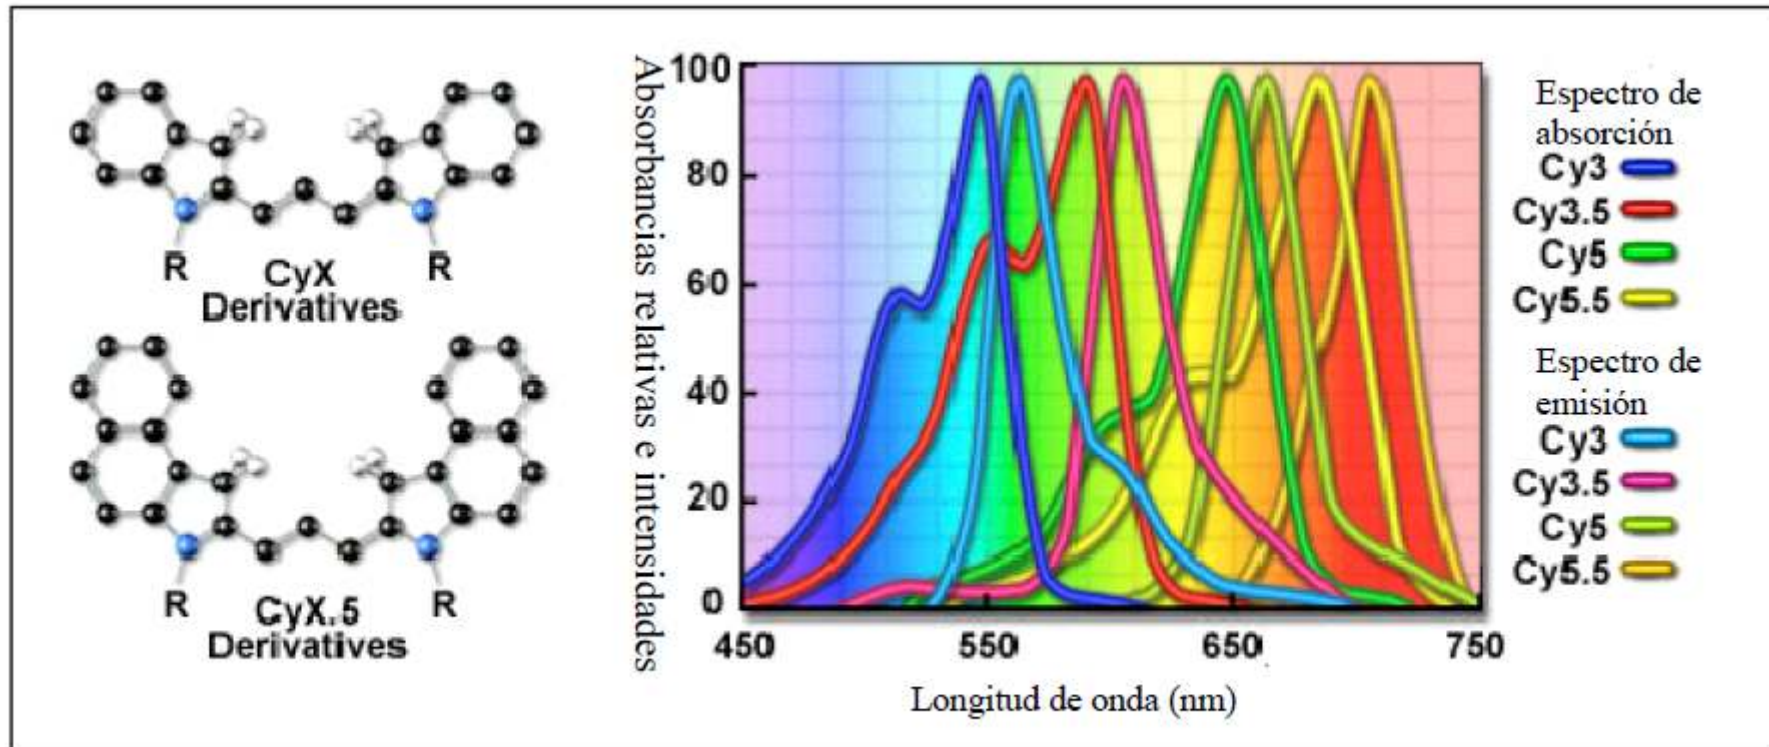 R
R
CyX
Derivatives
R
R
CyX.5
Derivatives
Absorbancias relativas e intensidades
100
80
60
40
20
0
450
550
650
750
Longitud de onda (nm)
Espectro de
absorción
Cy3
Cy3.5
Cy5
Cy5.5
Espectro de
emisión
Cy3
Cy3.5
Cy5
Cy5.5